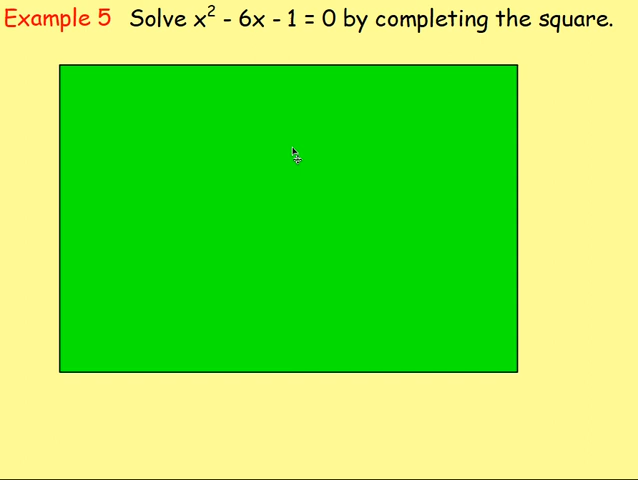 Example 5 Solve x² - 6x - 1 = 0 by completing the square.